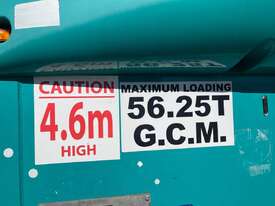 CAUTION
4.6m
HIGH
MAXIMUM LOADING
56.25T
G.C.M.